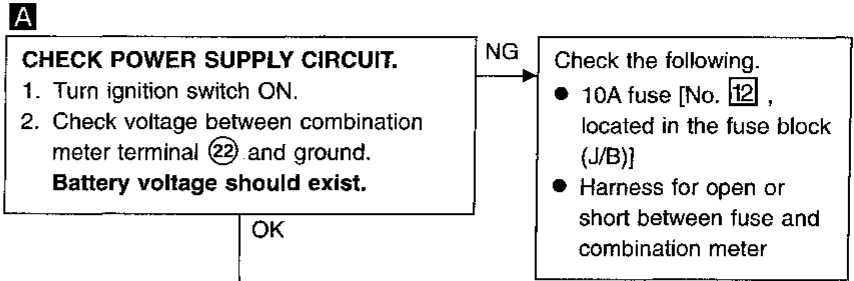 A
CHECK POWER SUPPLY CIRCUIT.
1. Turn ignition switch ON.
2. Check voltage between combination
meter terminal 22 and ground.
Battery voltage should exist.
NG
Check the following.
● 10A fuse [No. 12 ,
located in the fuse block
(J/B)]
● Harness for open or
short between fuse and
combination meter
OK